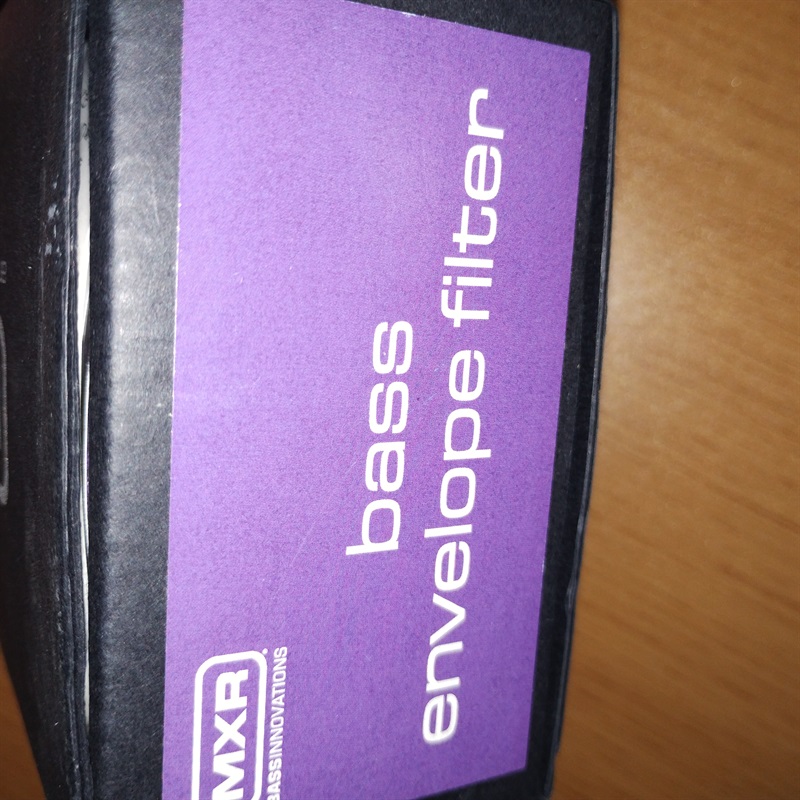 MXR
BASSINNOVATIONS
bass
envelope filter